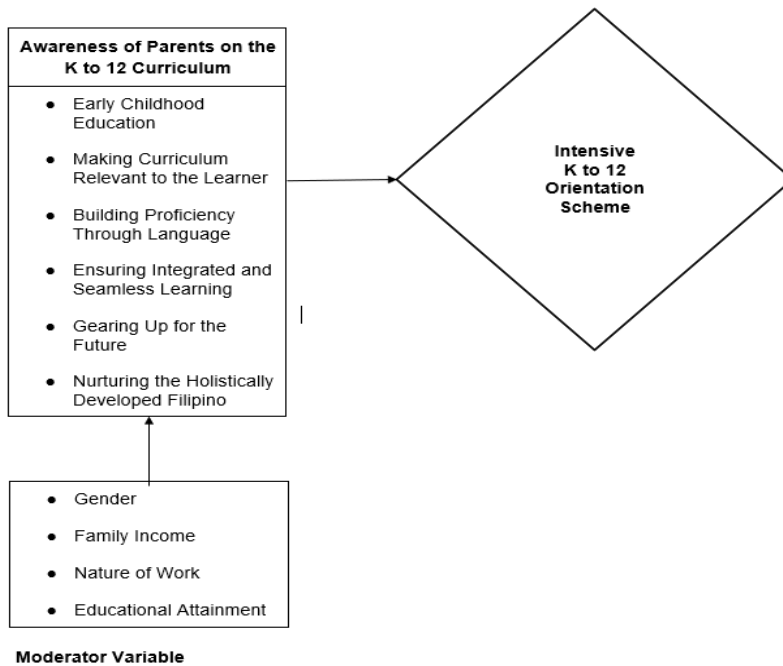 Awareness of Parents on the
K to 12 Curriculum
● Early Childhood
Education
● Making Curriculum
Relevant to the Learner
● Building Proficiency
Through Language
● Ensuring Integrated and
Seamless Learning
● Gearing Up for the
Future
● Nurturing the Holistically
Developed Filipino
Intensive
K to 12
Orientation
Scheme
● Gender
● Family Income
● Nature of Work
● Educational Attainment
Moderator Variable